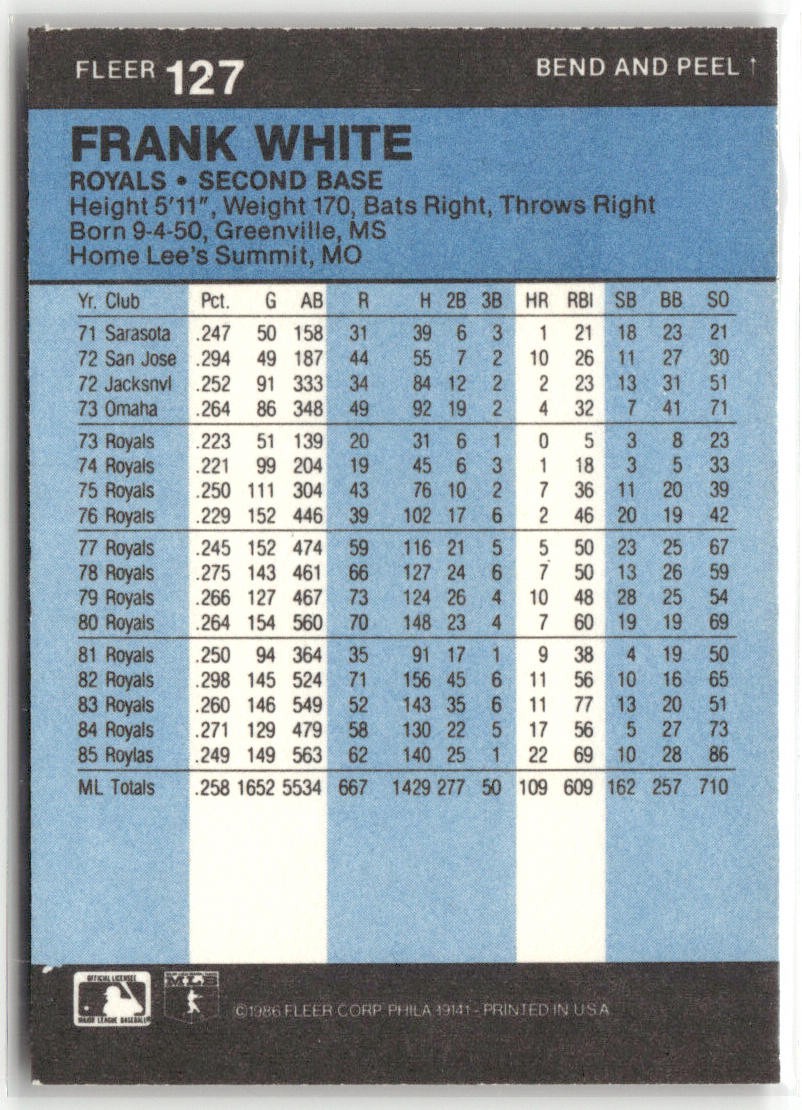 FLEER 127 BEND AND PEEL ↑
FRANK WHITE
ROYALS • SECOND BASE
Height 5'11", Weight 170, Bats Right, Throws Right
Born 9-4-50, Greenville, MS
Home Lee's Summit, MO
Yr. Club Pct. G AB R H 2B 3B HR RBI SB BB SO
71 Sarasota .247 50 158 31 39 6 3 1 21 18 23 21
72 San Jose .294 49 187 44 55 7 2 10 26 11 27 30
72 Jacksnvl .252 91 333 34 84 12 2 2 23 13 31 51
73 Omaha .264 86 348 49 92 19 2 4 32 7 41 71
73 Royals .223 51 139 20 31 6 1 0 5 3 8 23
74 Royals .221 99 204 19 45 6 3 1 18 3 5 33
75 Royals .250 111 304 43 76 10 2 7 36 11 20 39
76 Royals .229 152 446 39 102 17 6 2 46 20 19 42
77 Royals .245 152 474 59 116 21 5 5 50 23 25 67
78 Royals .275 143 461 66 127 24 6 7 50 13 26 59
79 Royals .266 127 467 73 124 26 4 10 48 28 25 54
80 Royals .264 154 560 70 148 23 4 7 60 19 19 69
81 Royals .250 94 364 35 91 17 1 9 38 4 19 50
82 Royals .298 145 524 71 156 45 6 11 56 10 16 65
83 Royals .260 146 549 52 143 35 6 11 77 13 20 51
84 Royals .271 129 479 58 130 22 5 17 56 5 27 73
85 Roylas .249 149 563 62 140 25 1 22 69 10 28 86
ML Totals .258 1652 5534 667 1429 277 50 109 609 162 257 710
OFFICIAL LICENSEE
MAJOR LEAGUE BASEBALL
MLS
©1986 FLEER CORP. PHILA 19141 - PRINTED IN U.S.A.